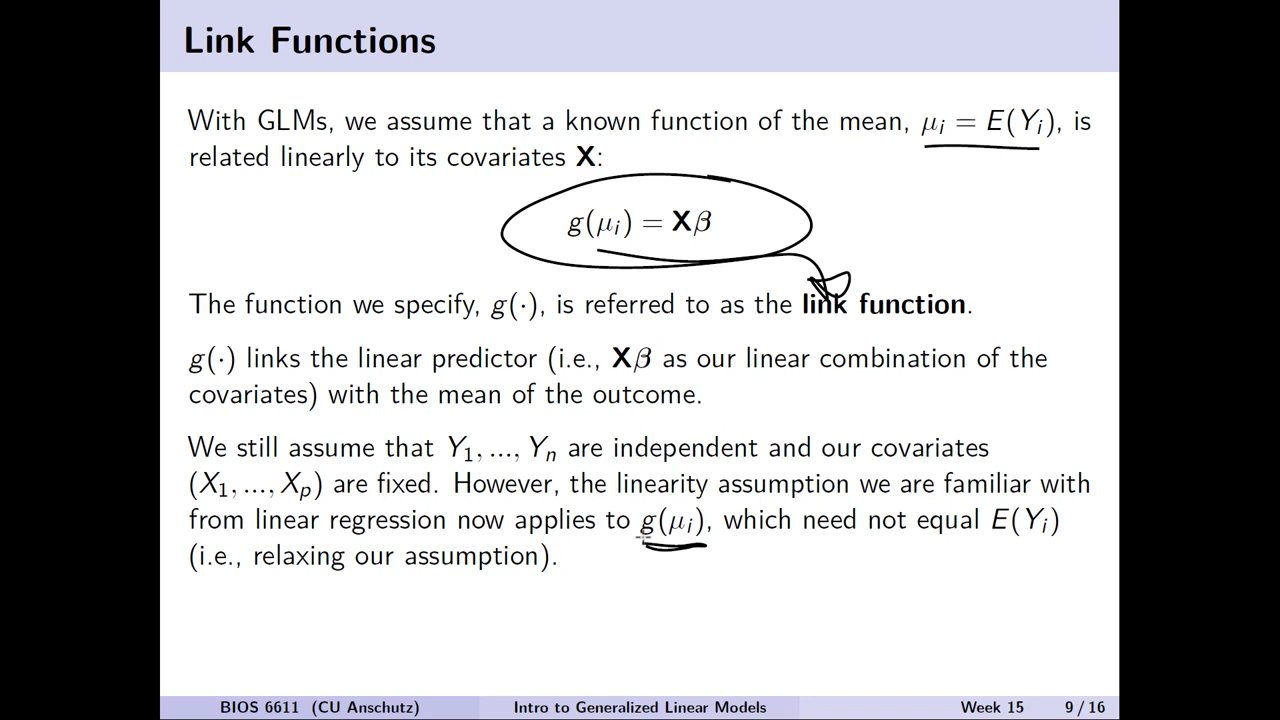 Link Functions
With GLMs, we assume that a known function of the mean, μᵢ = E(Yᵢ), is
related linearly to its covariates X:
g(μᵢ) = Xβ
The function we specify, g(·), is referred to as the link function.
g(·) links the linear predictor (i.e., Xβ as our linear combination of the
covariates) with the mean of the outcome.
We still assume that Y₁, ..., Yₙ are independent and our covariates
(X₁, ..., Xₚ) are fixed. However, the linearity assumption we are familiar with
from linear regression now applies to g(μᵢ), which need not equal E(Yᵢ)
(i.e., relaxing our assumption).
BIOS 6611 (CU Anschutz) Intro to Generalized Linear Models Week 15 9 / 16